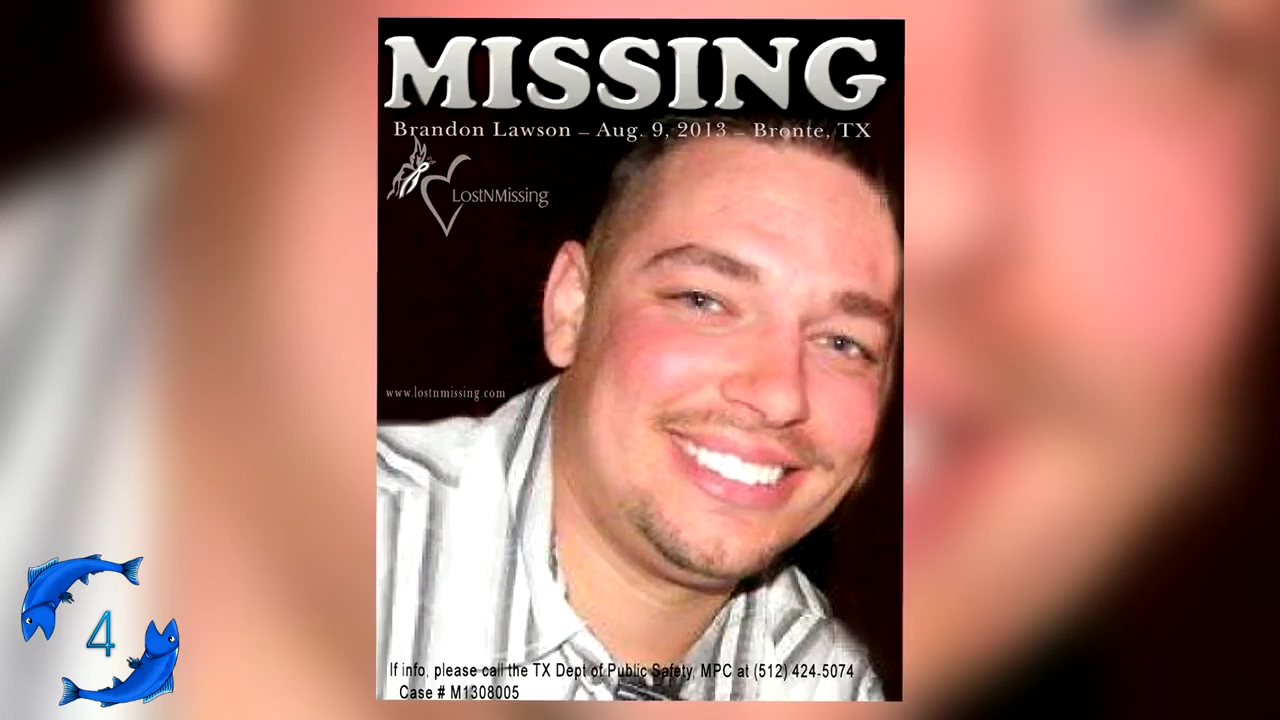 MISSING
Brandon Lawson – Aug. 9, 2013 – Bronte, TX
LostNMissing
www.lostnmissing.com
If info, please call the TX Dept of Public Safety, MPC at (512) 424-5074
Case # M1308005
4